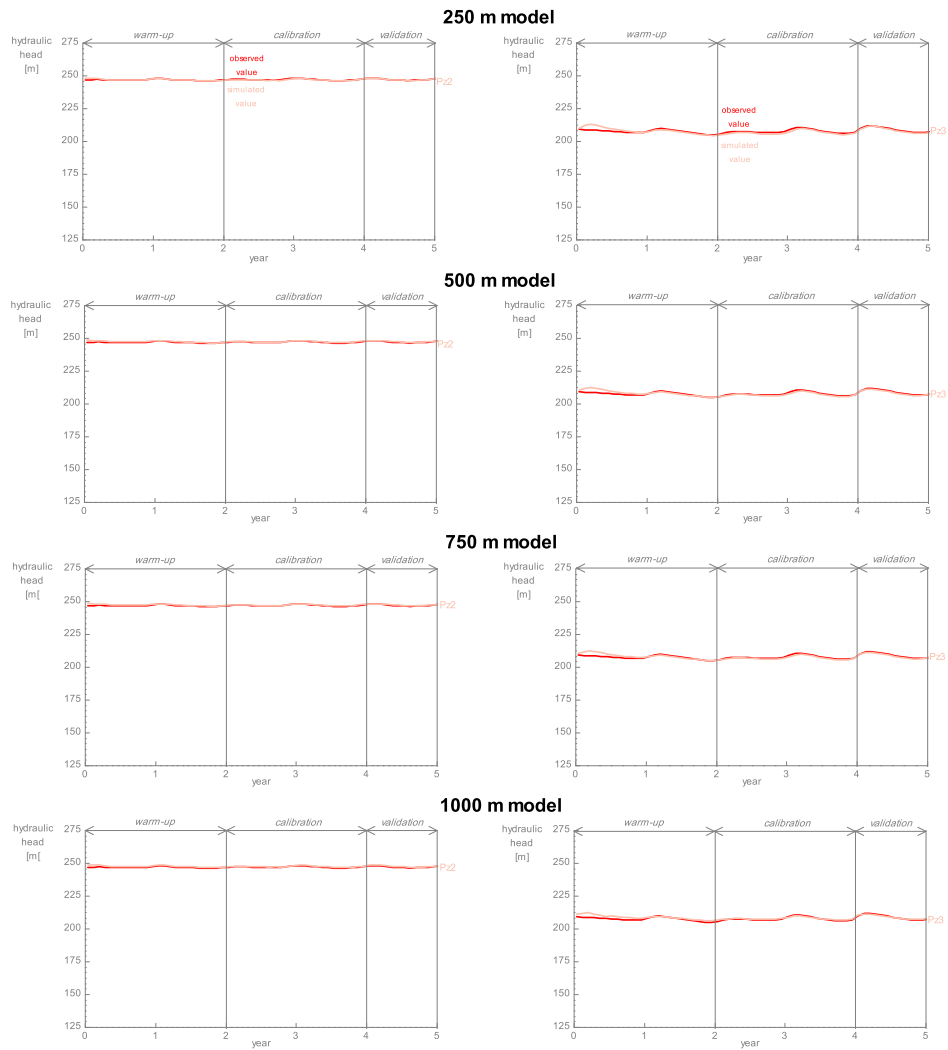 250 m model
hydraulic
head
[m]
275
250
225
200
175
150
125
warm-up
calibration
validation
observed
value
simulated
value
Pz2
0 1 2 3 4 5
year
hydraulic
head
[m]
275
250
225
200
175
150
125
warm-up
calibration
validation
observed
value
simulated
value
Pz3
0 1 2 3 4 5
year
500 m model
hydraulic
head
[m]
275
250
225
200
175
150
125
warm-up
calibration
validation
Pz2
0 1 2 3 4 5
year
hydraulic
head
[m]
275
250
225
200
175
150
125
warm-up
calibration
validation
Pz3
0 1 2 3 4 5
year
750 m model
hydraulic
head
[m[
275
250
225
200
175
150
125
warm-up
calibration
validation
Pz2
0 1 2 3 4 5
year
hydraulic
head
[m]
275
250
225
200
175
150
125
warm-up
calibration
validation
Pz3
0 1 2 3 4 5
year
1000 m model
hydraulic
head
[m[
275
250
225
200
175
150
125
warm-up
calibration
validation
Pz2
0 1 2 3 4 5
year
hydraulic
head
[m]
275
250
225
200
175
150
125
warm-up
calibration
validation
Pz3
0 1 2 3 4 5
year